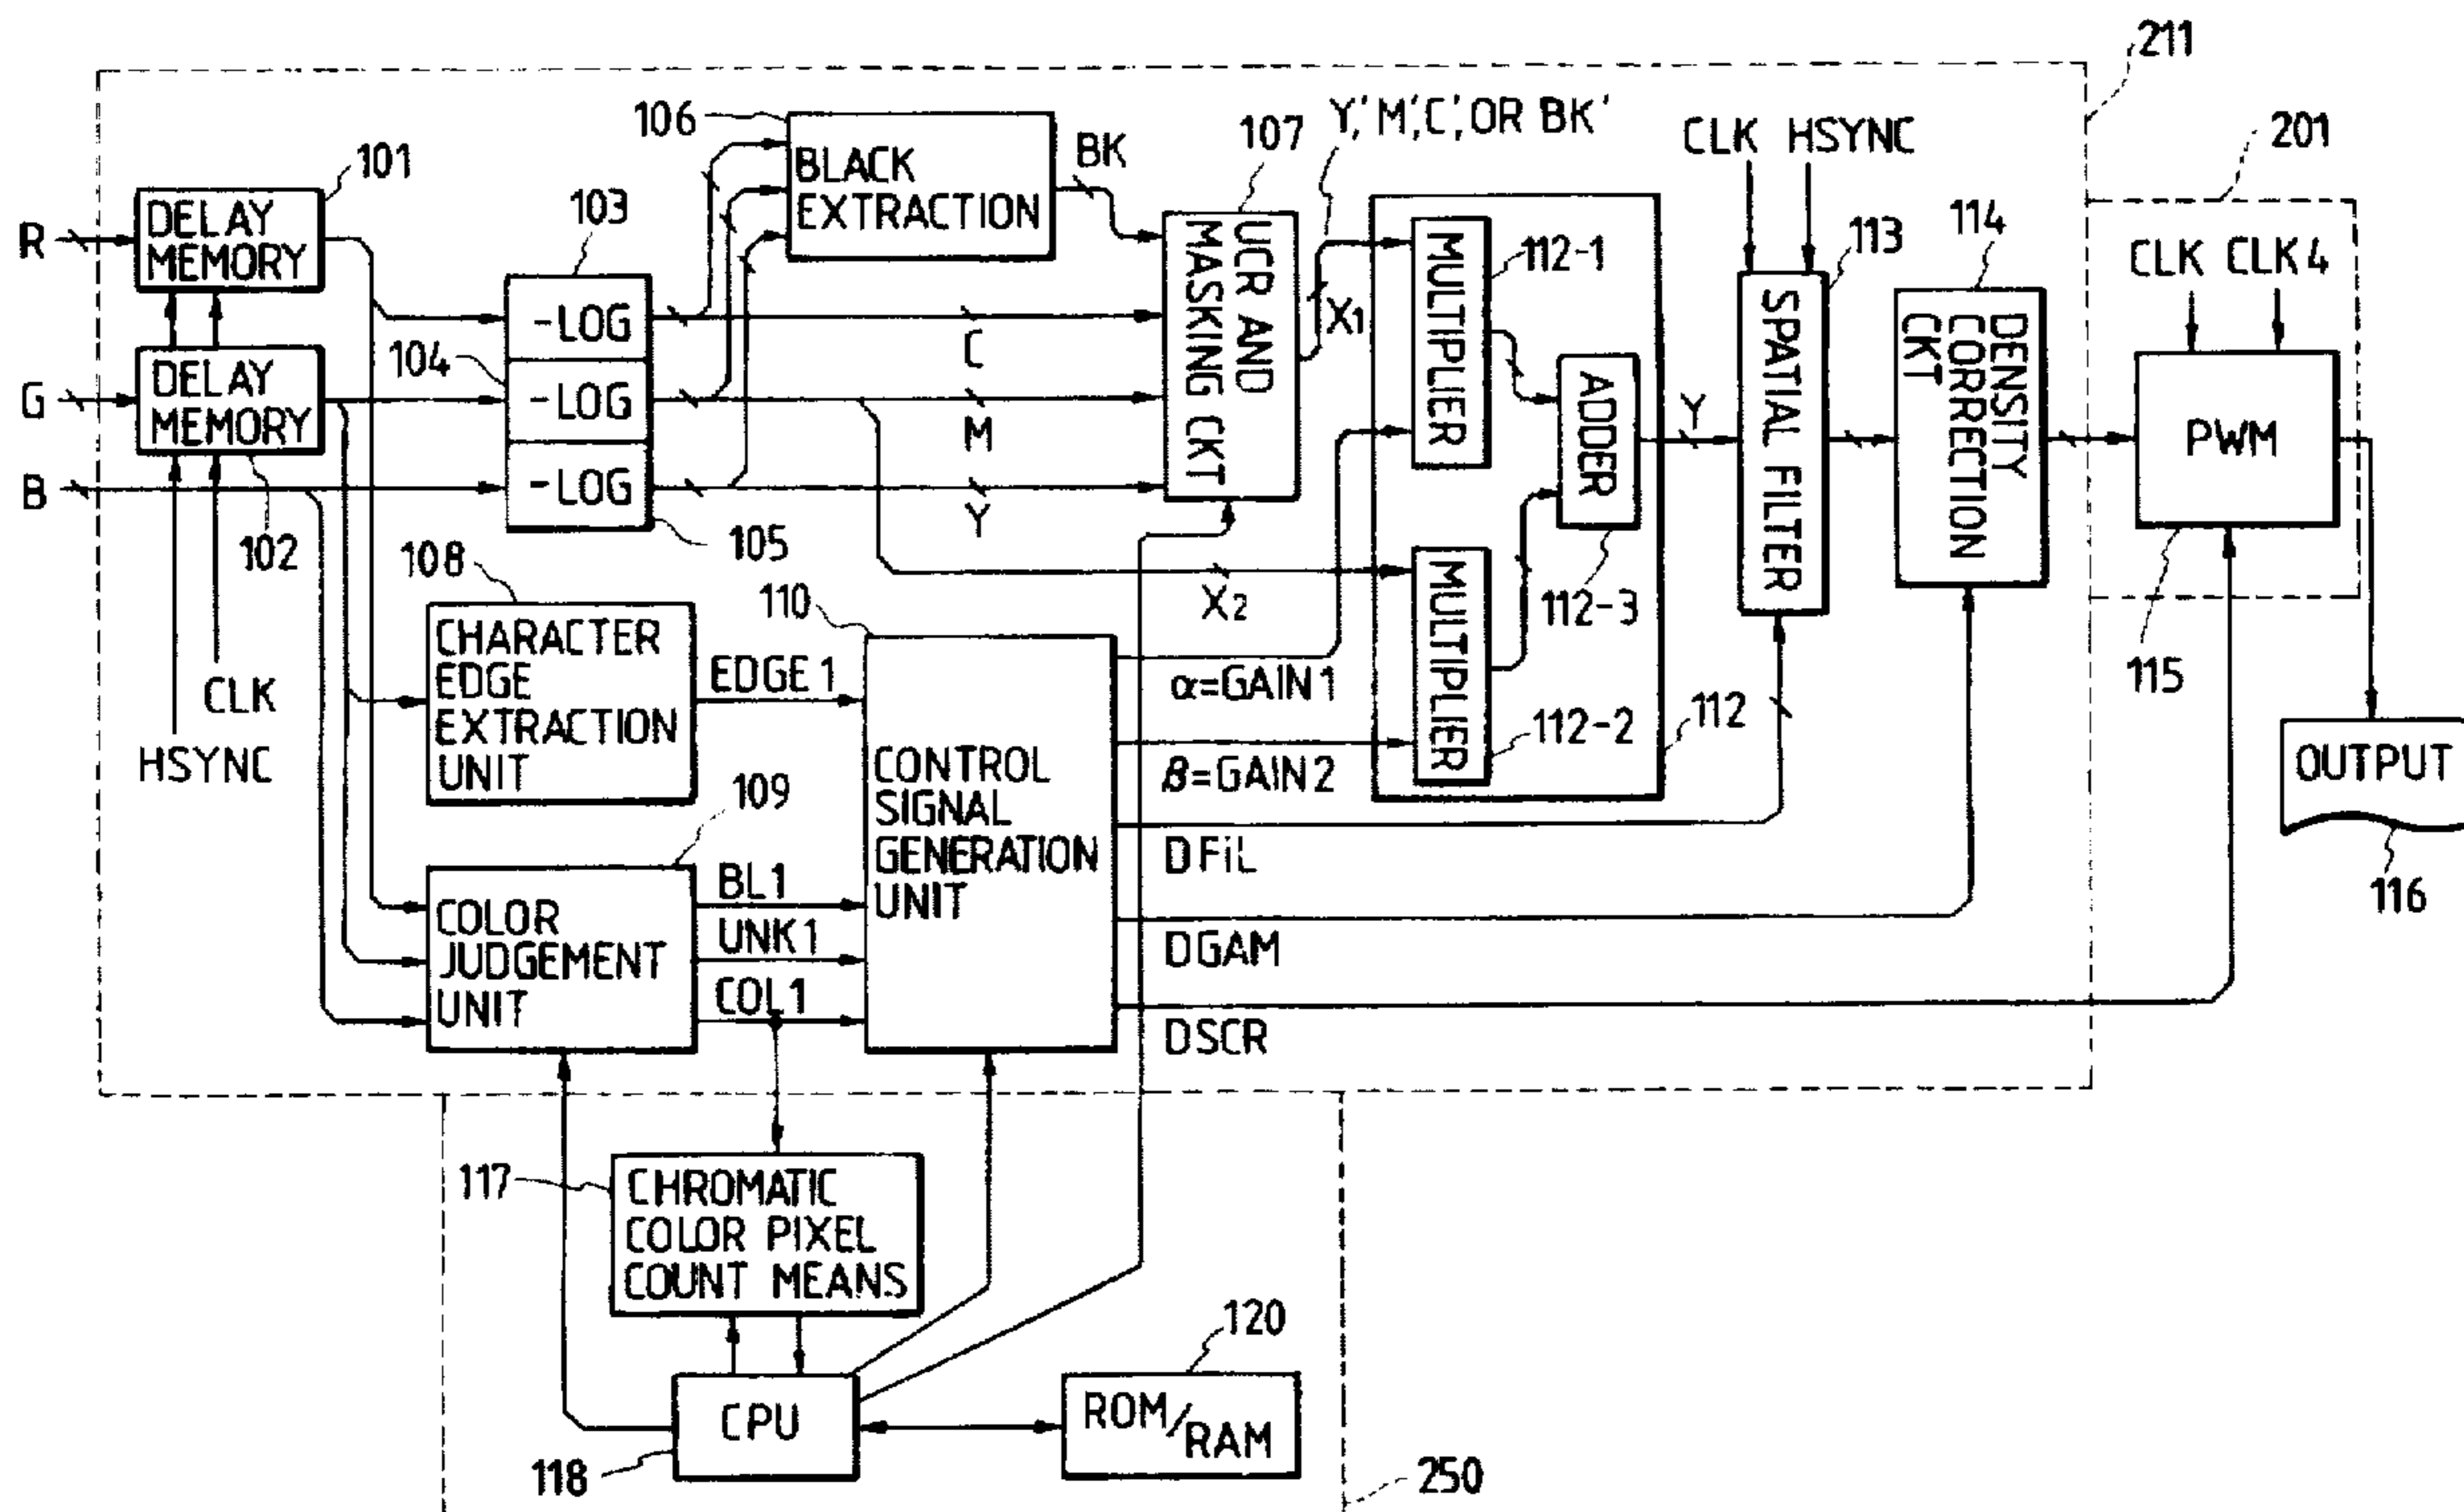 211
106
Y,'M,'C,'OR BK'
107
CLK HSYNC
201
101
BK
BLACK
EXTRACTION
R
DELAY
MEMORY
103
UCR AND
MASKING CKT
MULTIPLIER
112-1
113
114
CLK CLK4
-LOG
C
X1
SPATIAL FILTER
DENSITY
CORRECTION
CKT
104
G
DELAY
MEMORY
-LOG
M
ADDER
Y
PWM
B
-LOG
Y
102
105
108
110
X2
MULTIPLIER
112-3
CHARACTER
EDGE
EXTRACTION
UNIT
EDGE1
α=GAIN1
115
CLK
HSYNC
112-2
112
CONTROL
SIGNAL
GENERATION
UNIT
β=GAIN2
OUTPUT
109
DFiL
116
BL1
COLOR
JUDGEMENT
UNIT
UNK1
DGAM
COL1
DSCR
117
CHROMATIC
COLOR PIXEL
COUNT MEANS
120
CPU
ROM/
RAM
118
250